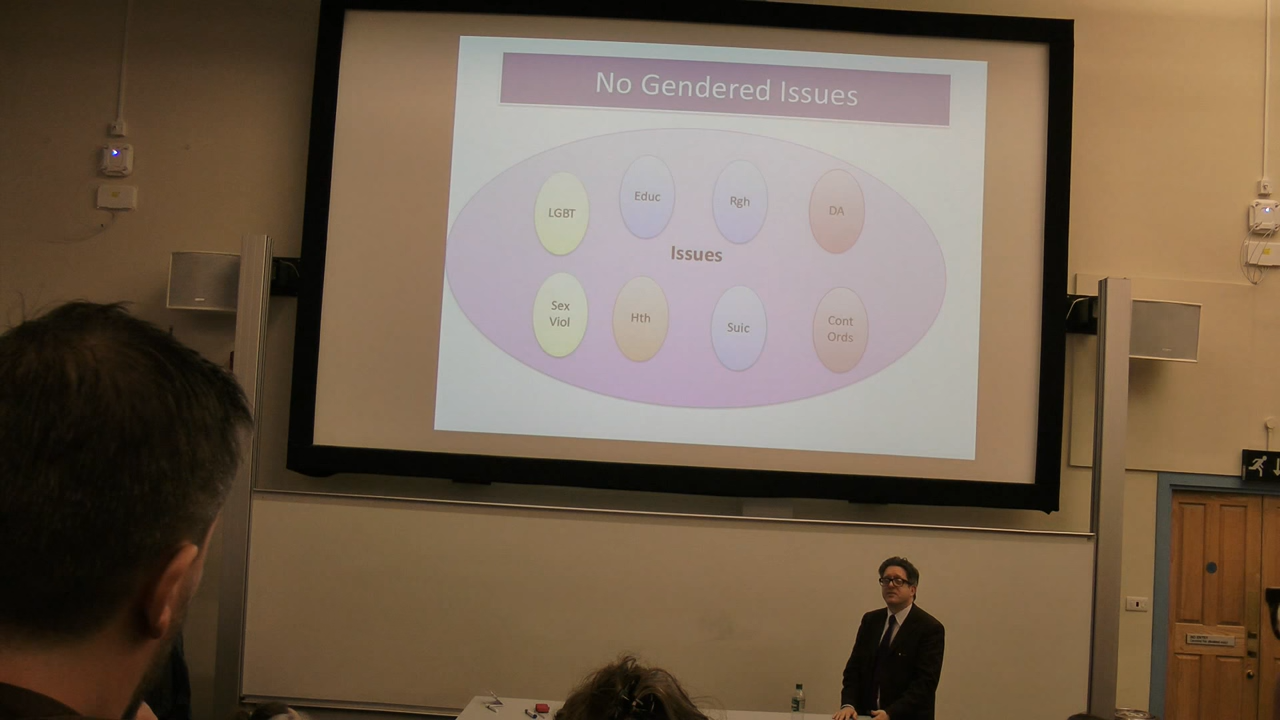 No Gendered Issues
LGBT
Educ
Rgh
DA
Issues
Sex
Viol
Hth
Suic
Cont
Ords